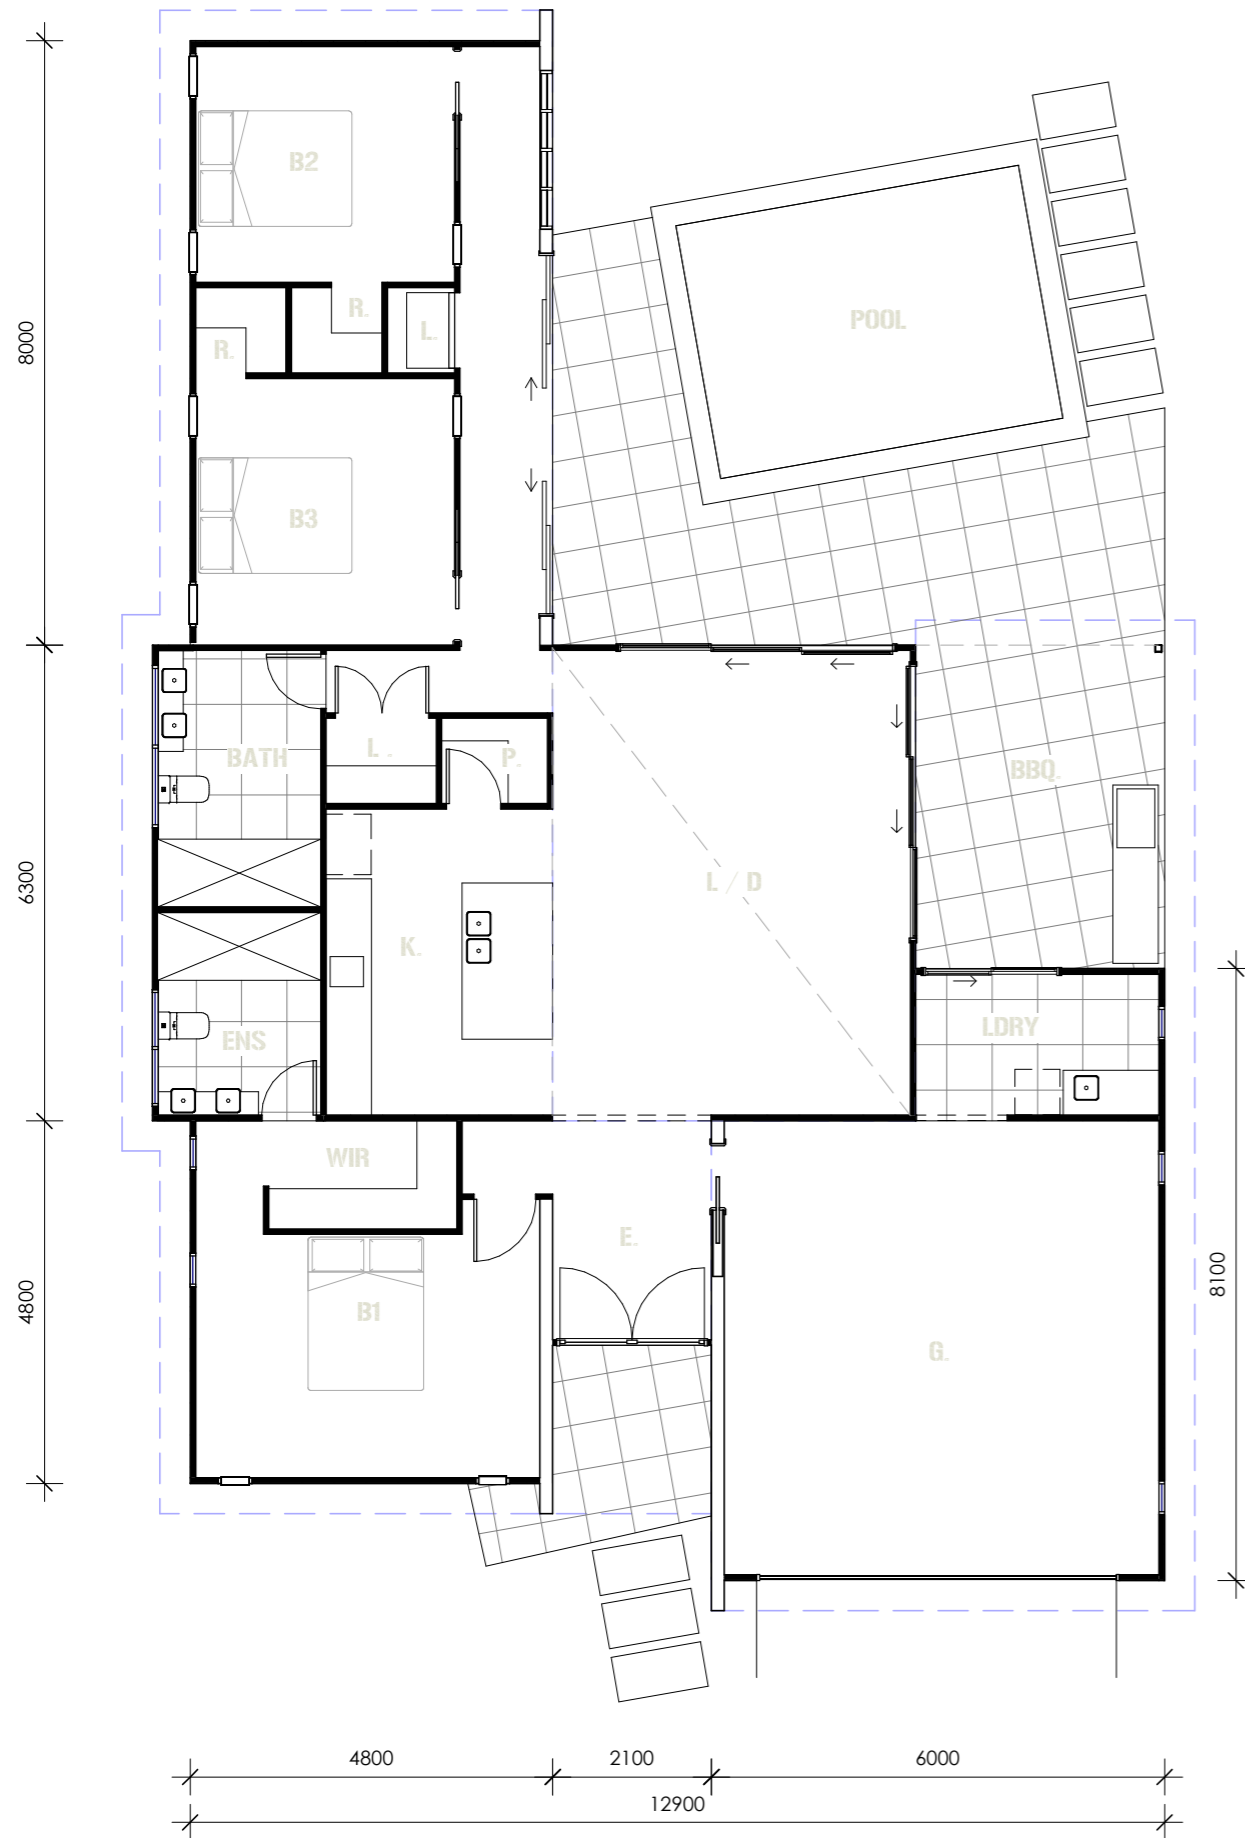 B2
POOL
R.
L.
R.
8000
B3
L.
P.
BATH
BBQ.
L / D
6300
K.
LDRY
ENS
WIR
E.
8100
4800
B1
G.
4800
2100
6000
12900